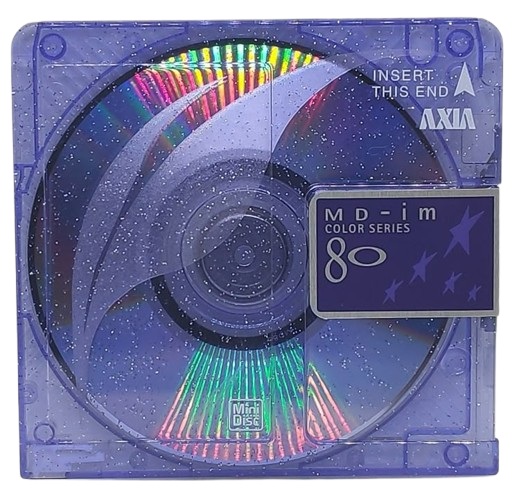 INSERT
THIS END
AXIA
MD-im
COLOR SERIES
80
Mini
Disc